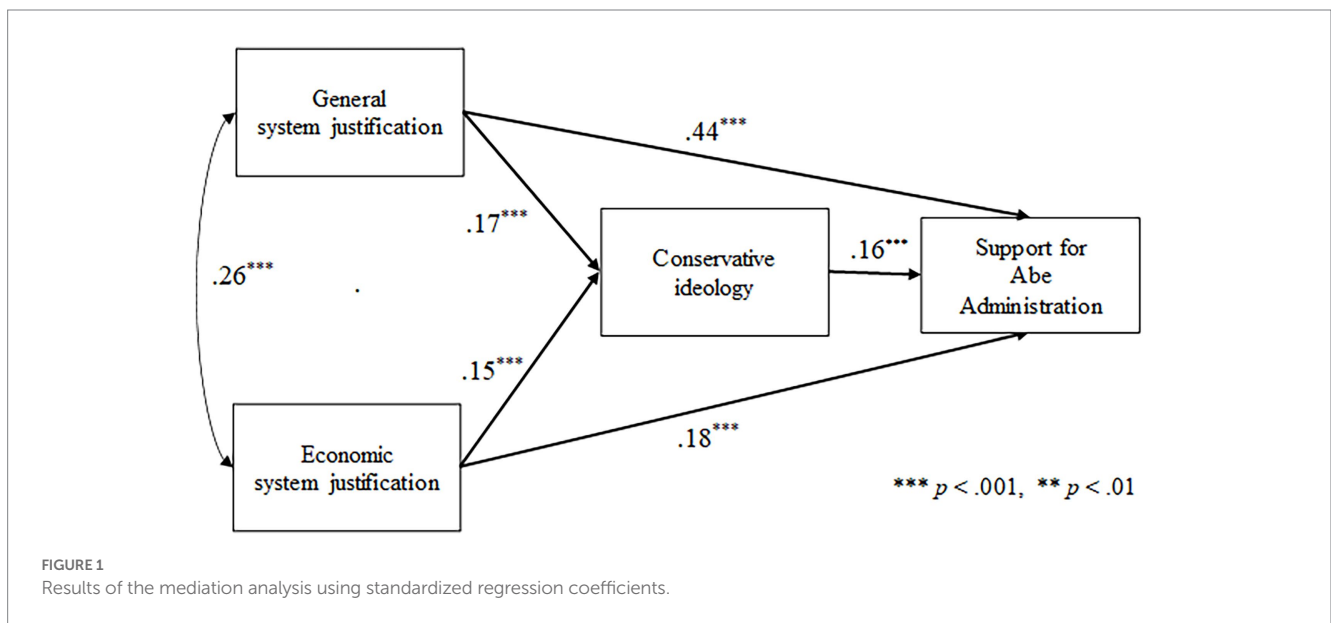 General
system justification
.44***
.17***
Conservative
ideology
.16***
Support for
Abe
Administration
.26***
.
.15***
.18***
Economic
system justification
*** p < .001, ** p < .01
FIGURE 1
Results of the mediation analysis using standardized regression coefficients.